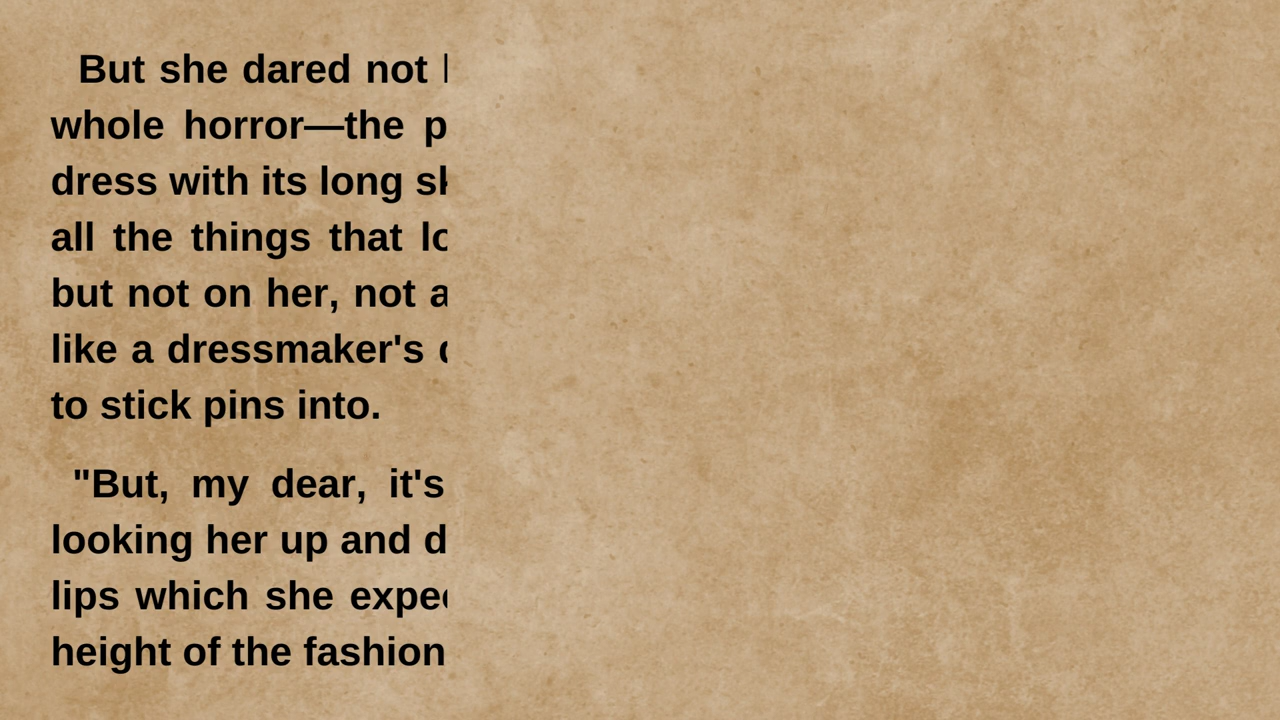 But she dared not
whole horror—the
dress with its long
all the things that
but not on her, not
like a dressmaker's
to stick pins into.
"But, my dear, it's
looking her up and
lips which she
height of the fashion